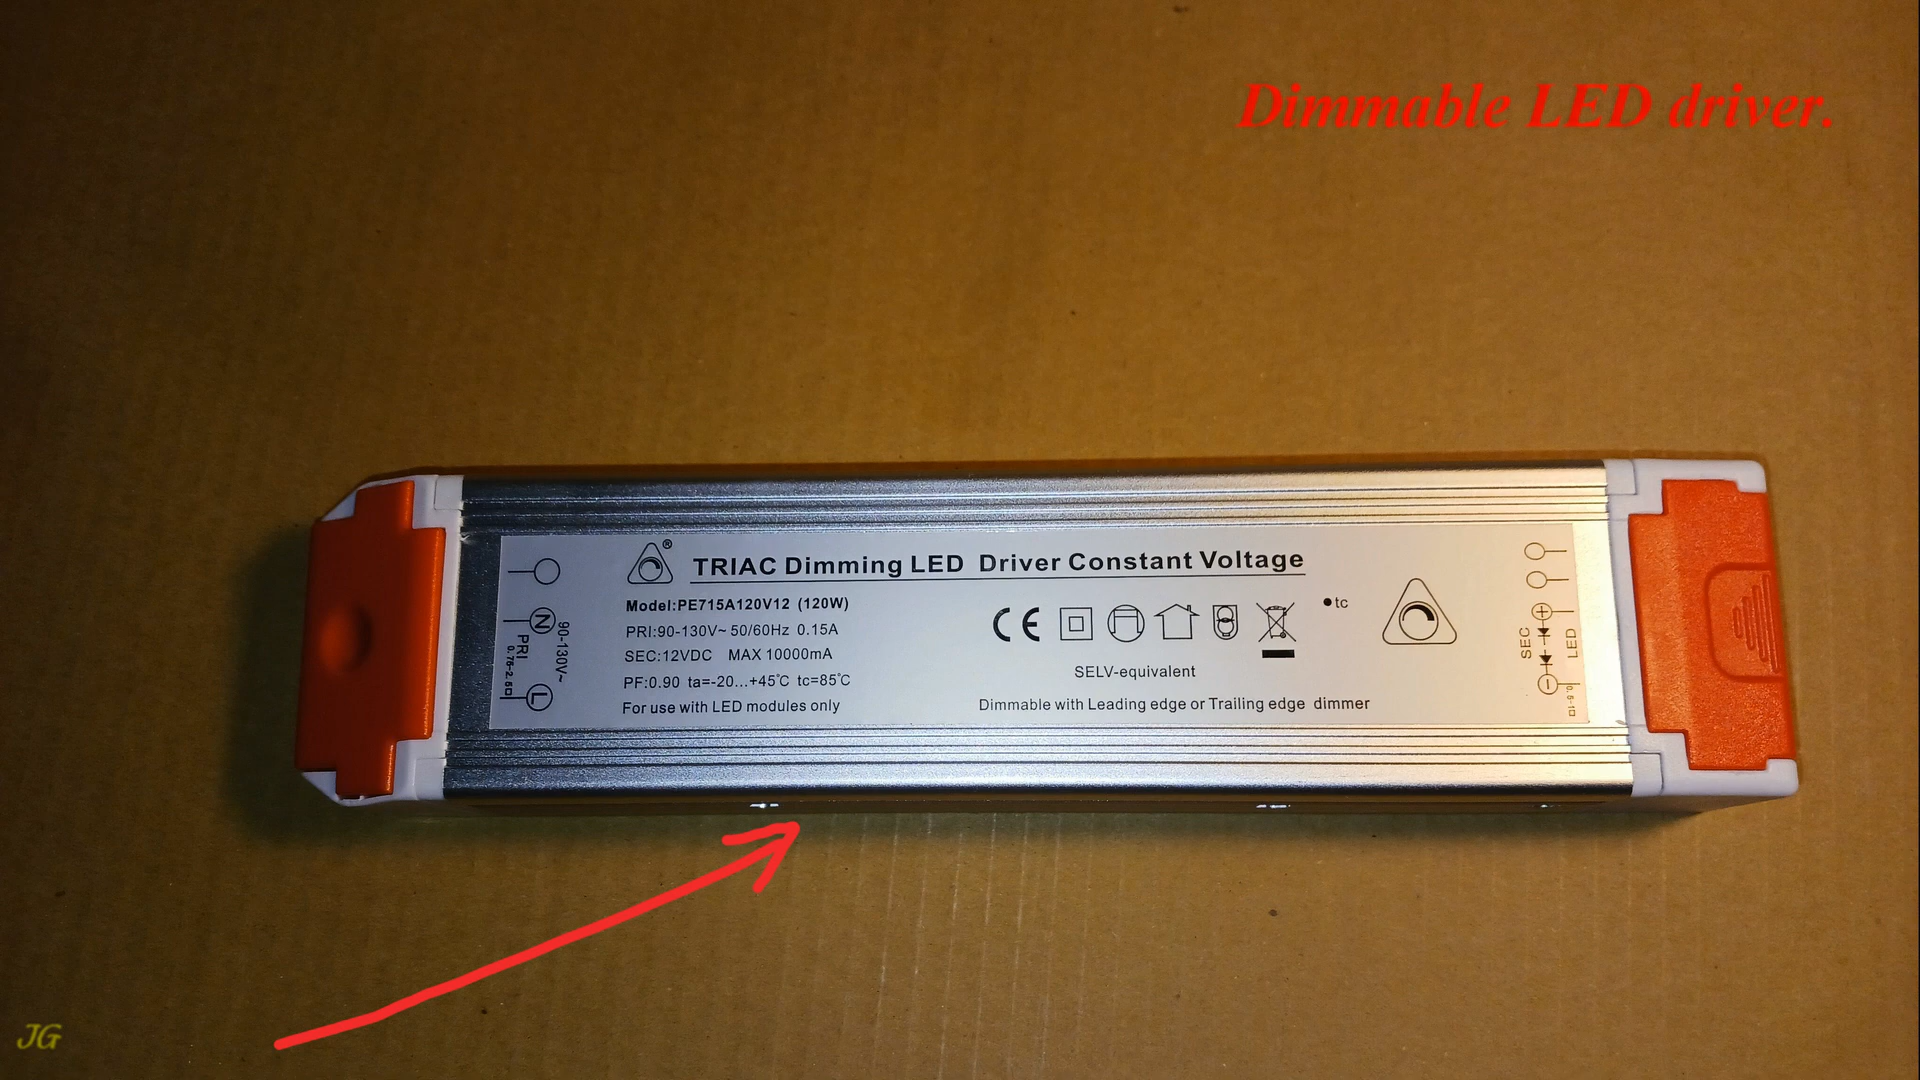 Dimmable LED driver.
® TRIAC Dimming LED Driver Constant Voltage
Model:PE715A120V12 (120W)
PRI:90-130V~ 50/60Hz 0.15A
SEC:12VDC MAX 10000mA
PF:0.90 ta=-20...+45℃ tc=85℃
For use with LED modules only
CE
tc
SELV-equivalent
Dimmable with Leading edge or Trailing edge dimmer
N
L
PRI
90-130V~
SEC
LED
JG